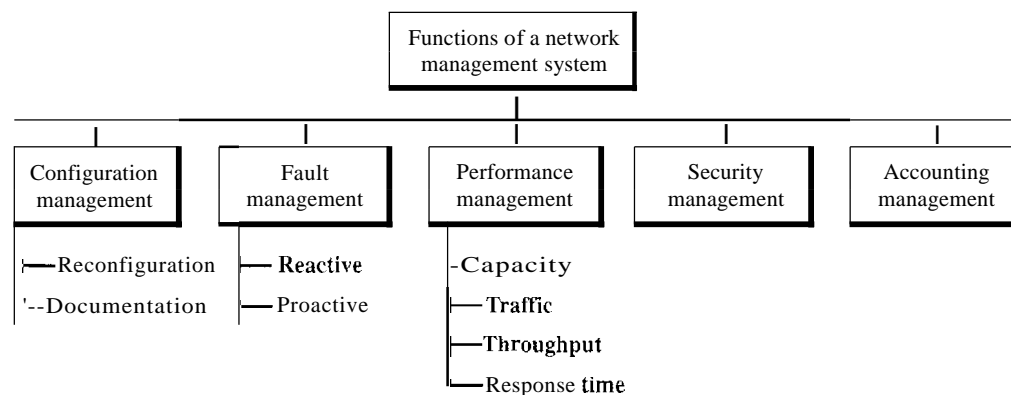 Functions of a network
management system
Configuration
management
Fault
management
Performance
management
Security
management
Accounting
management
Reconfiguration
Documentation
Reactive
Proactive
Capacity
Traffic
Throughput
Response time